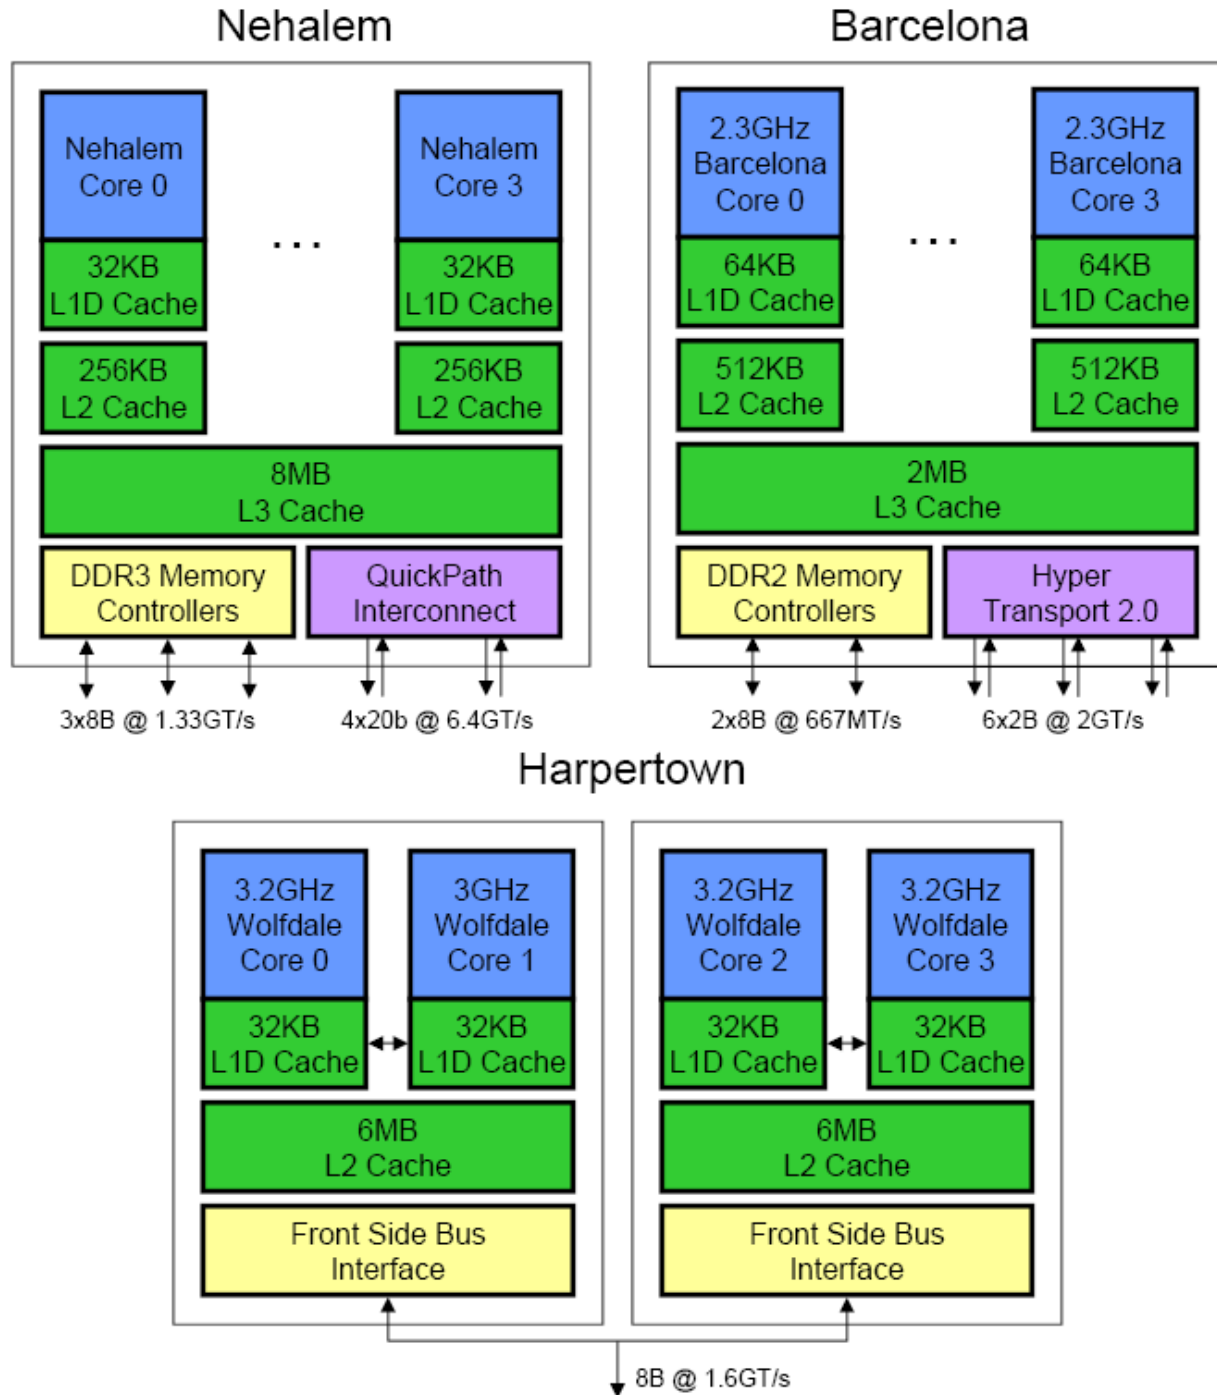 Nehalem
Nehalem
Core 0
32KB
L1D Cache
256KB
L2 Cache
...
Nehalem
Core 3
32KB
L1D Cache
256KB
L2 Cache
8MB
L3 Cache
DDR3 Memory
Controllers
QuickPath
Interconnect
3x8B @ 1.33GT/s
4x20b @ 6.4GT/s
Barcelona
2.3GHz
Barcelona
Core 0
64KB
L1D Cache
512KB
L2 Cache
...
2.3GHz
Barcelona
Core 3
64KB
L1D Cache
512KB
L2 Cache
2MB
L3 Cache
DDR2 Memory
Controllers
Hyper
Transport 2.0
2x8B @ 667MT/s
6x2B @ 2GT/s
Harpertown
3.2GHz
Wolfdale
Core 0
32KB
L1D Cache
3GHz
Wolfdale
Core 1
32KB
L1D Cache
6MB
L2 Cache
Front Side Bus
Interface
3.2GHz
Wolfdale
Core 2
32KB
L1D Cache
3.2GHz
Wolfdale
Core 3
32KB
L1D Cache
6MB
L2 Cache
Front Side Bus
Interface
8B @ 1.6GT/s